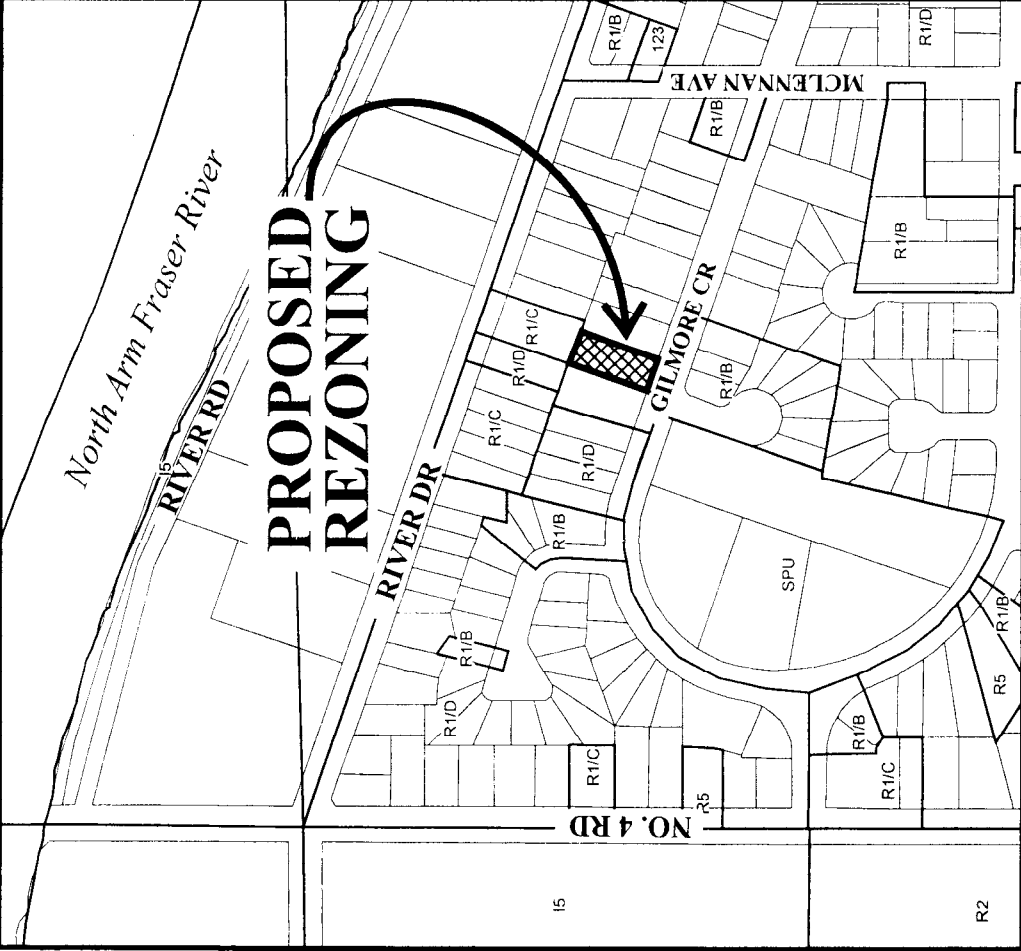 R1/B
123
R1/D
MCLENNAN AVE
R1/B
North Arm Fraser River
RIVER RD
I5
PROPOSED
REZONING
R1/B
R1/C
R1/D
R1/C
GILMORE CR
R1/B
RIVER DR
R1/D
R1/B
SPU
R1/B
R1/D
R1/B
R5
R1/C
R5
R1/B
R1/C
NO. 4 RD
I5
R2